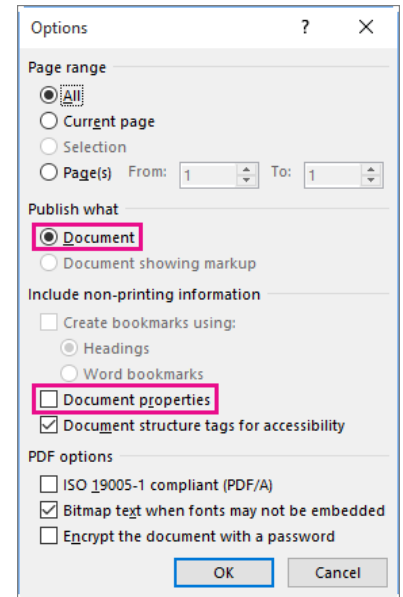 Options ? ×
Page range
All
Current page
Selection
Page(s) From: 1 To: 1
Publish what
Document
Document showing markup
Include non-printing information
Create bookmarks using:
Headings
Word bookmarks
Document properties
Document structure tags for accessibility
PDF options
ISO 19005-1 compliant (PDF/A)
Bitmap text when fonts may not be embedded
Encrypt the document with a password
OK Cancel